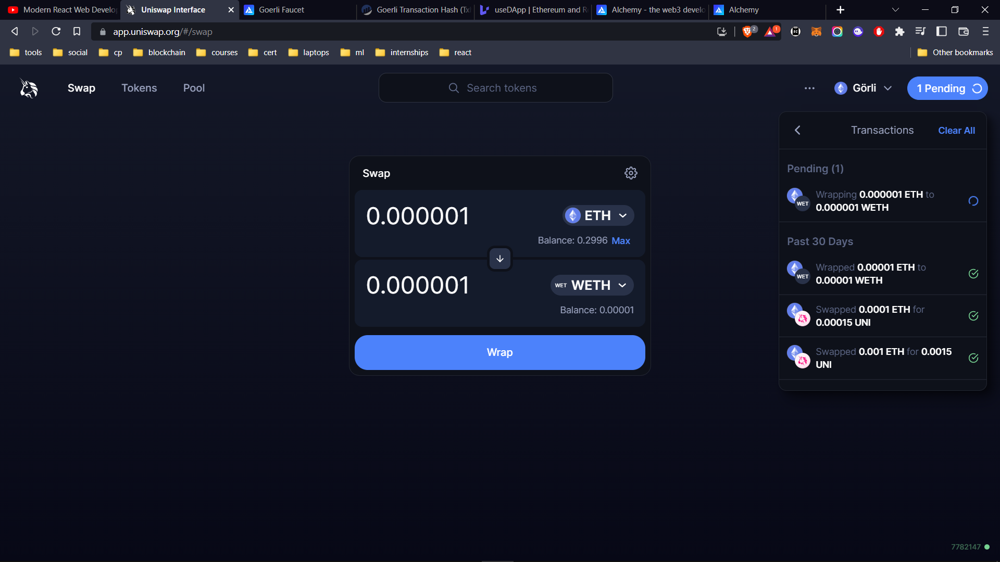 Modern React Web Develo
Uniswap Interface
Goerli Faucet
Goerli Transaction Hash (Tx
useDApp | Ethereum and R
Alchemy - the web3 develo
Alchemy
app.uniswap.org/#/swap
2
1
tools
social
cp
blockchain
courses
cert
laptops
ml
internships
react
Other bookmarks
Swap
Tokens
Pool
Search tokens
Görli
1 Pending
Transactions
Clear All
Pending (1)
Wrapping 0.000001 ETH to
0.000001 WETH
WET
Past 30 Days
Wrapped 0.00001 ETH to
0.00001 WETH
WET
Swapped 0.0001 ETH for
0.00015 UNI
Swapped 0.001 ETH for 0.0015
UNI
Swap
0.000001
ETH
Balance: 0.2996 Max
0.000001
WET WETH
Balance: 0.00001
Wrap
7782147